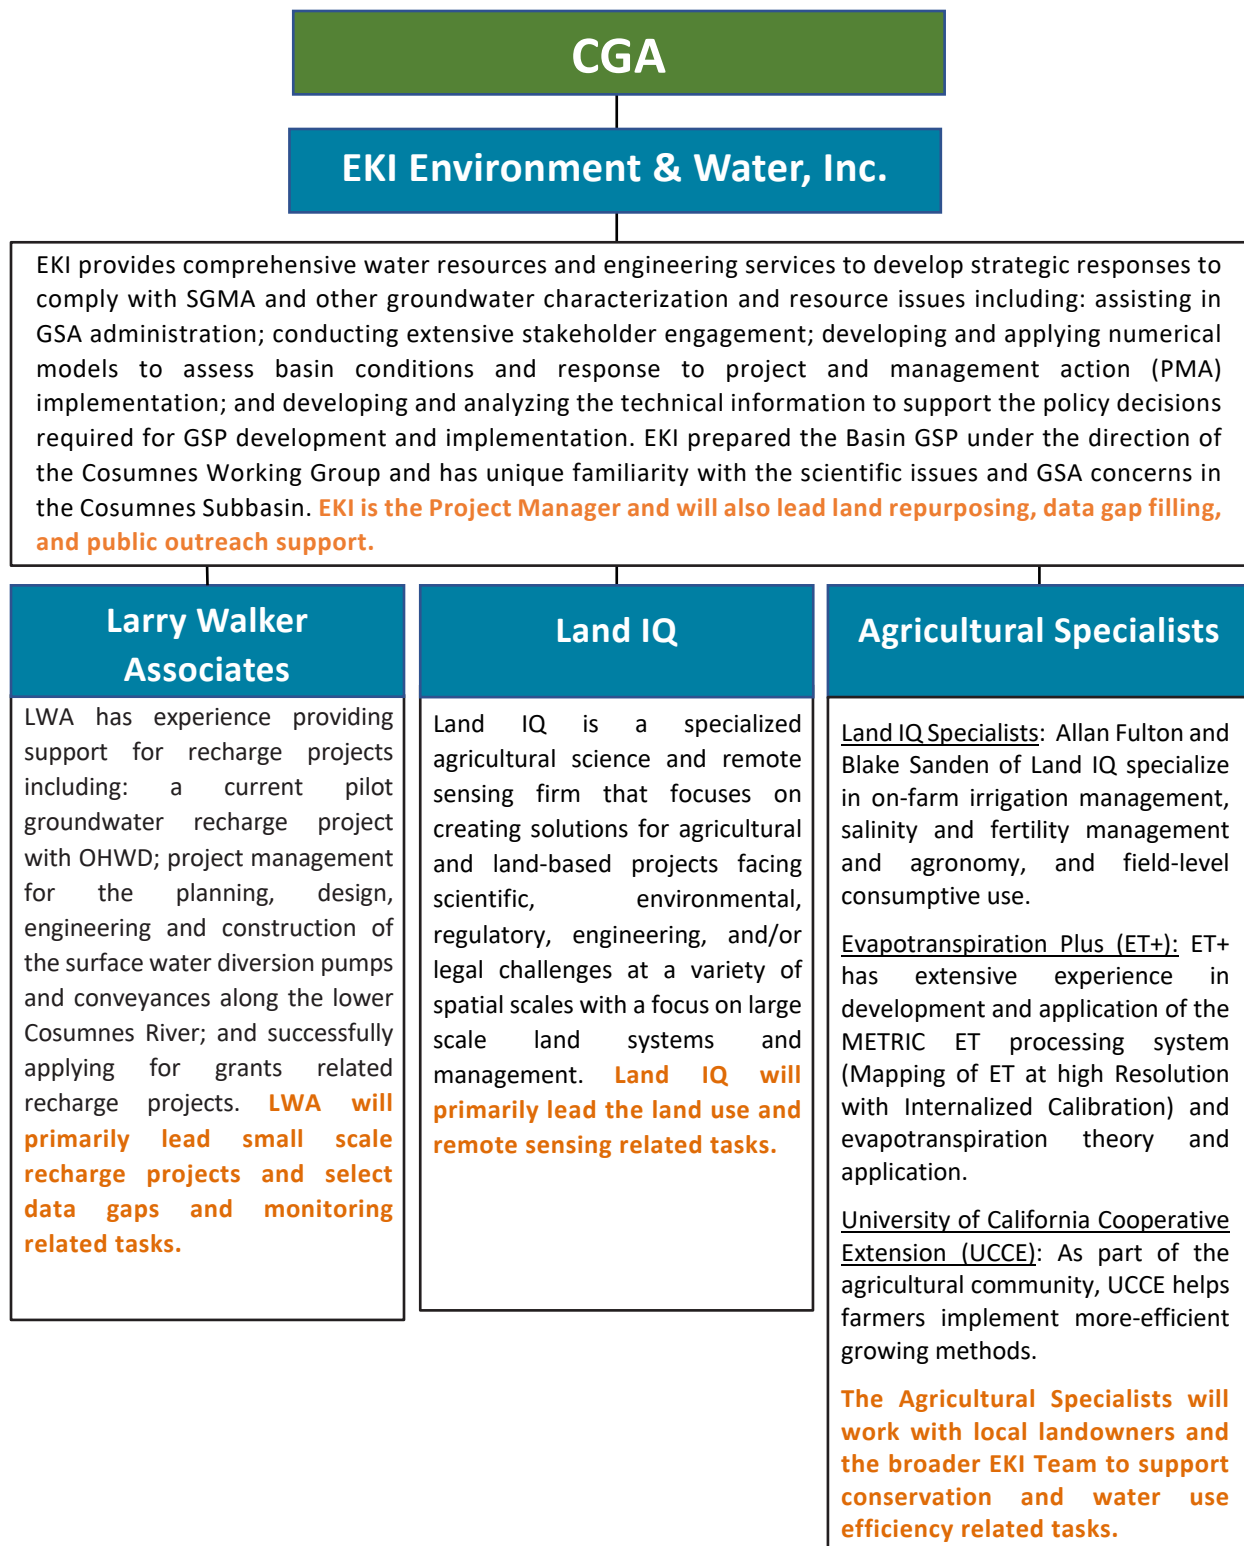 CGA
EKI Environment & Water, Inc.
EKI provides comprehensive water resources and engineering services to develop strategic responses to
comply with SGMA and other groundwater characterization and resource issues including: assisting in
GSA administration; conducting extensive stakeholder engagement; developing and applying numerical
models to assess basin conditions and response to project and management action (PMA)
implementation; and developing and analyzing the technical information to support the policy decisions
required for GSP development and implementation. EKI prepared the Basin GSP under the direction of
the Cosumnes Working Group and has unique familiarity with the scientific issues and GSA concerns in
the Cosumnes Subbasin. EKI is the Project Manager and will also lead land repurposing, data gap filling,
and public outreach support.
Larry Walker
Associates
LWA has experience providing
support for recharge projects
including: a current pilot
groundwater recharge project
with OHWD; project management
for the planning, design,
engineering and construction of
the surface water diversion pumps
and conveyances along the lower
Cosumnes River; and successfully
applying for grants related
recharge projects. LWA will
primarily lead small scale
recharge projects and select
data gaps and monitoring
related tasks.
Land IQ
Land IQ is a specialized
agricultural science and remote
sensing firm that focuses on
creating solutions for agricultural
and land-based projects facing
scientific, environmental,
regulatory, engineering, and/or
legal challenges at a variety of
spatial scales with a focus on large
scale land systems and
management. Land IQ will
primarily lead the land use and
remote sensing related tasks.
Agricultural Specialists
Land IQ Specialists: Allan Fulton and
Blake Sanden of Land IQ specialize
in on-farm irrigation management,
salinity and fertility management
and agronomy, and field-level
consumptive use.
Evapotranspiration Plus (ET+): ET+
has extensive experience in
development and application of the
METRIC ET processing system
(Mapping of ET at high Resolution
with Internalized Calibration) and
evapotranspiration theory and
application.
University of California Cooperative
Extension (UCCE): As part of the
agricultural community, UCCE helps
farmers implement more-efficient
growing methods.
The Agricultural Specialists will
work with local landowners and
the broader EKI Team to support
conservation and water use
efficiency related tasks.